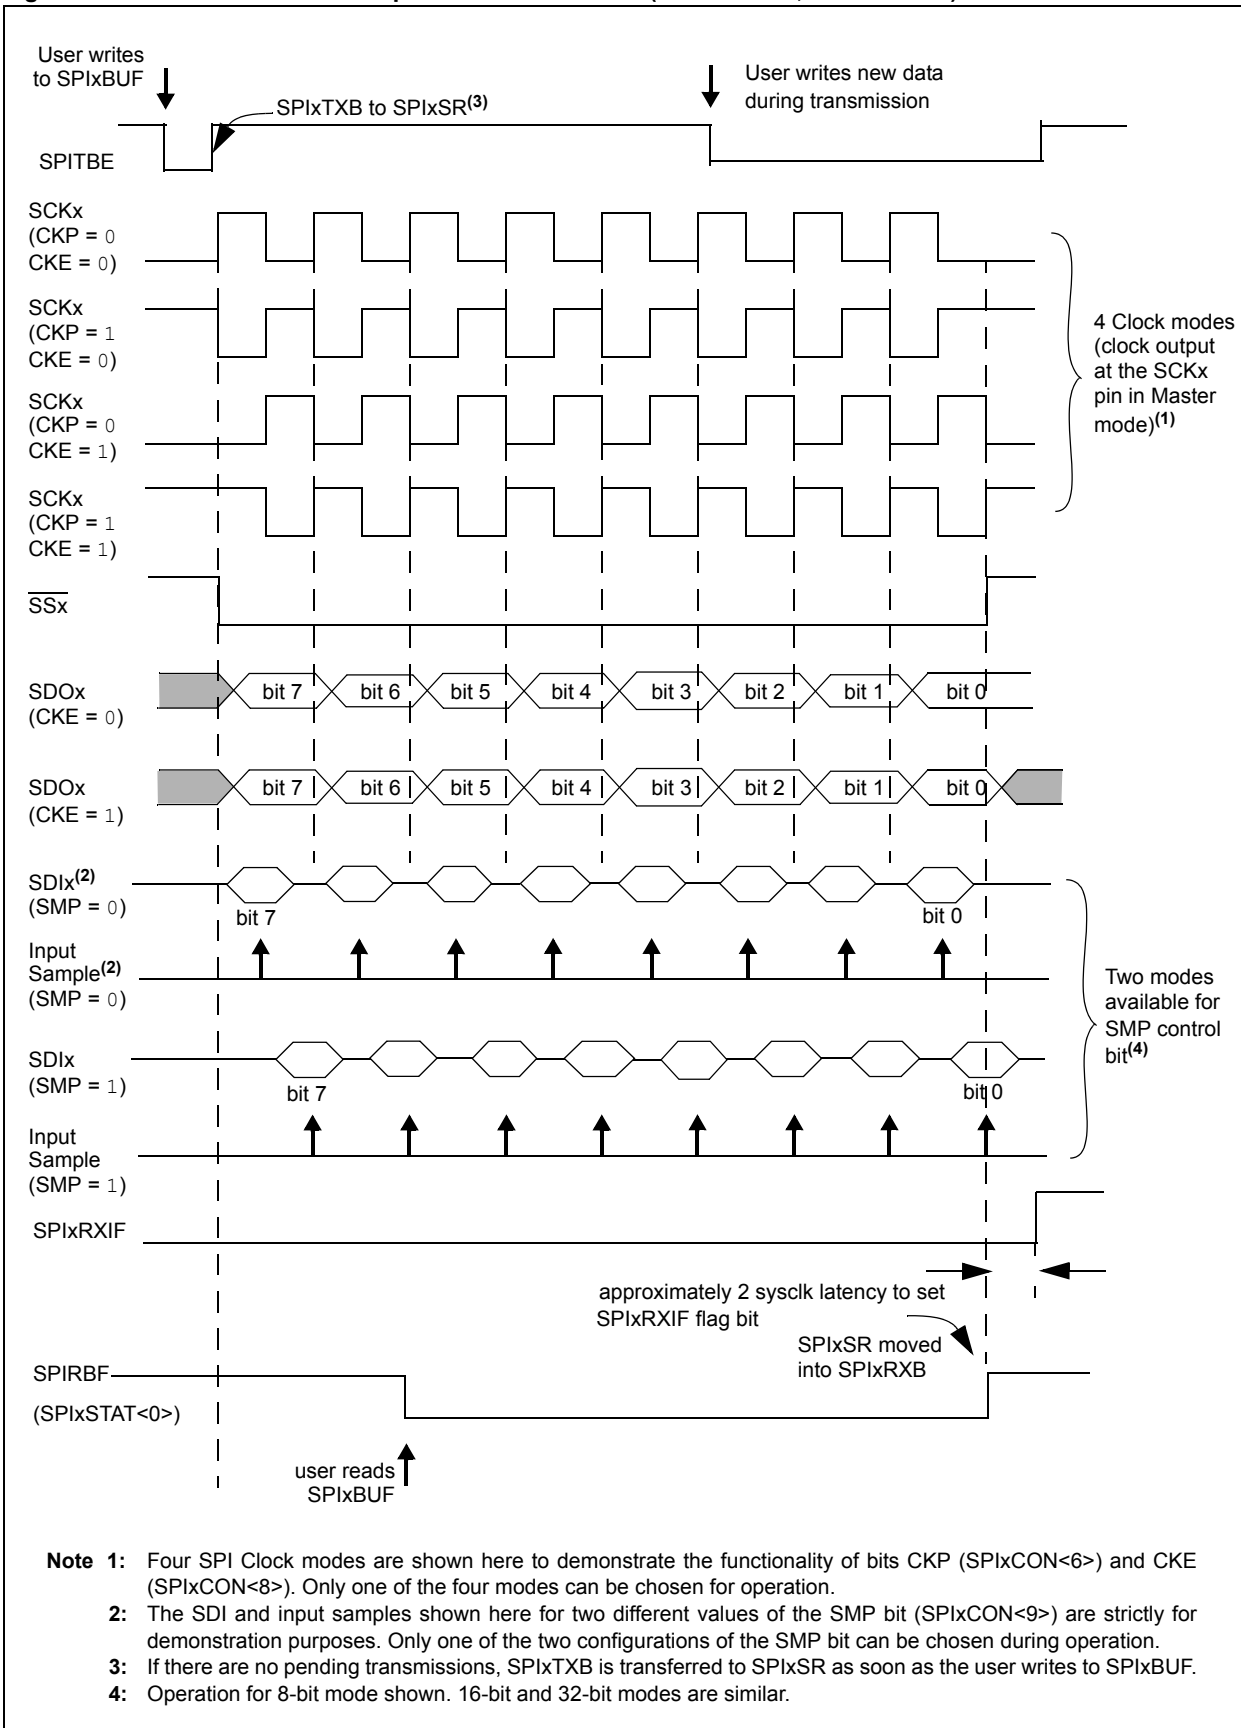 User writes
to SPIxBUF
User writes new data
during transmission
SPIxTXB to SPIxSR(3)
SPITBE
SCKx
(CKP = 0
CKE = 0)
SCKx
(CKP = 1
CKE = 0)
4 Clock modes
(clock output
at the SCKx
pin in Master
mode)(1)
SCKx
(CKP = 0
CKE = 1)
SCKx
(CKP = 1
CKE = 1)
SSx
SDOx
(CKE = 0)
bit 7 bit 6 bit 5 bit 4 bit 3 bit 2 bit 1 bit 0
SDOx
(CKE = 1)
bit 7 bit 6 bit 5 bit 4 bit 3 bit 2 bit 1 bit 0
SDIx(2)
(SMP = 0)
bit 7 bit 0
Input
Sample(2)
(SMP = 0)
Two modes
available for
SMP control
bit(4)
SDIx
(SMP = 1)
bit 7 bit 0
Input
Sample
(SMP = 1)
SPIxRXIF
approximately 2 sysclk latency to set
SPIxRXIF flag bit
SPIxSR moved
into SPIxRXB
SPIRBF
(SPIxSTAT<0>)
user reads
SPIxBUF
Note 1: Four SPI Clock modes are shown here to demonstrate the functionality of bits CKP (SPIxCON<6>) and CKE
(SPIxCON<8>). Only one of the four modes can be chosen for operation.
2: The SDI and input samples shown here for two different values of the SMP bit (SPIxCON<9>) are strictly for
demonstration purposes. Only one of the two configurations of the SMP bit can be chosen during operation.
3: If there are no pending transmissions, SPIxTXB is transferred to SPIxSR as soon as the user writes to SPIxBUF.
4: Operation for 8-bit mode shown. 16-bit and 32-bit modes are similar.